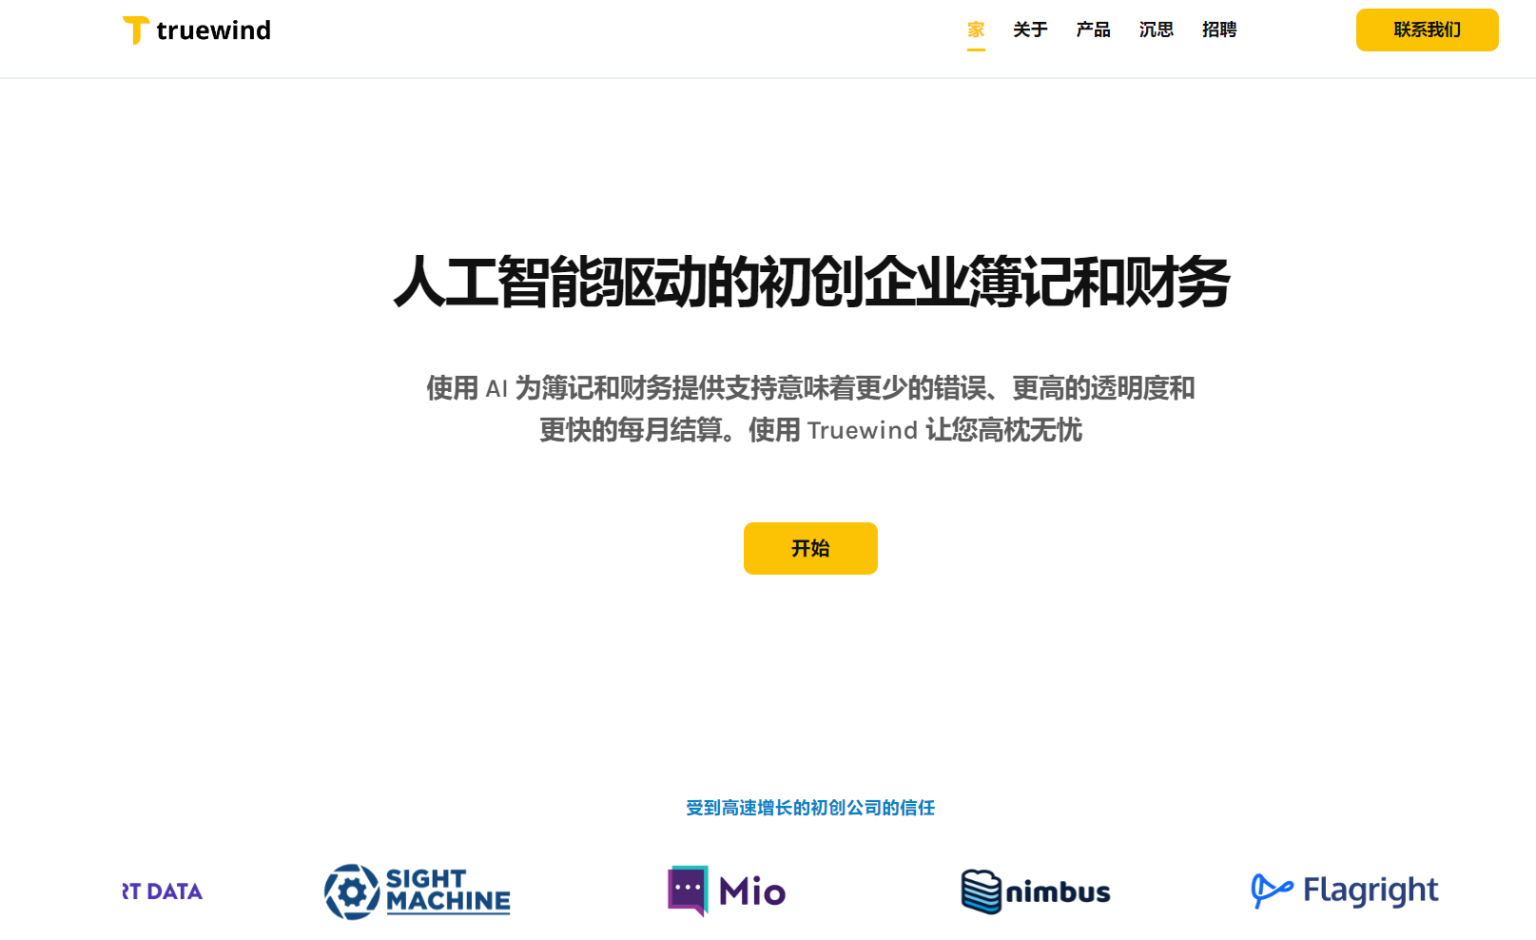 truewind
家 关于 产品 沉思 招聘 联系我们
人工智能驱动的初创企业簿记和财务
使用 AI 为簿记和财务提供支持意味着更少的错误、更高的透明度和
更快的每月结算。使用 Truewind 让您高枕无忧
开始
受到高速增长的初创公司的信任
RT DATA
SIGHT
MACHINE
Mio
nimbus
Flagright